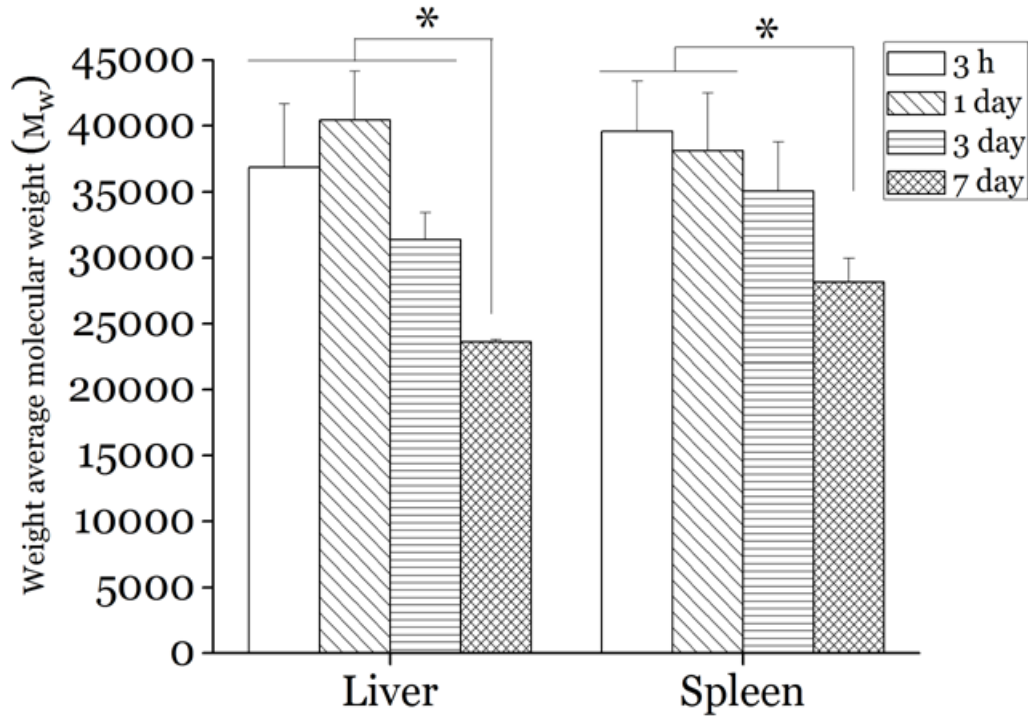 *
*
3 h
1 day
3 day
7 day
Weight average molecular weight (Mw)
45000
40000
35000
30000
25000
20000
15000
10000
5000
0
Liver
Spleen